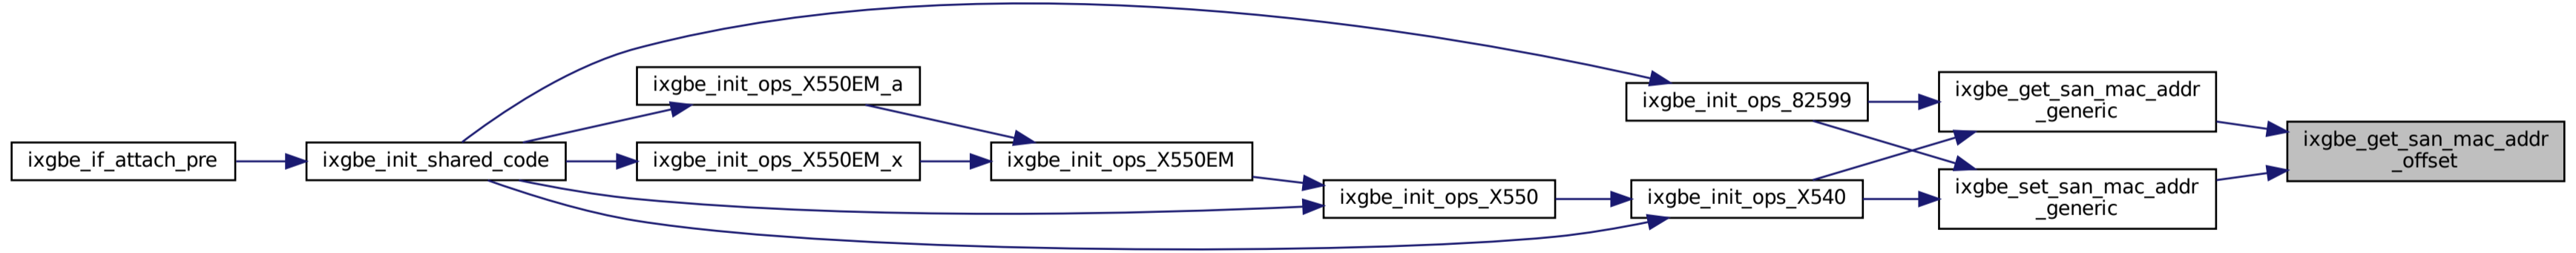 ixgbe_if_attach_pre
ixgbe_init_shared_code
ixgbe_init_ops_X550EM_a
ixgbe_init_ops_X550EM_x
ixgbe_init_ops_X550EM
ixgbe_init_ops_X550
ixgbe_init_ops_82599
ixgbe_init_ops_X540
ixgbe_get_san_mac_addr
_generic
ixgbe_set_san_mac_addr
_generic
ixgbe_get_san_mac_addr
_offset